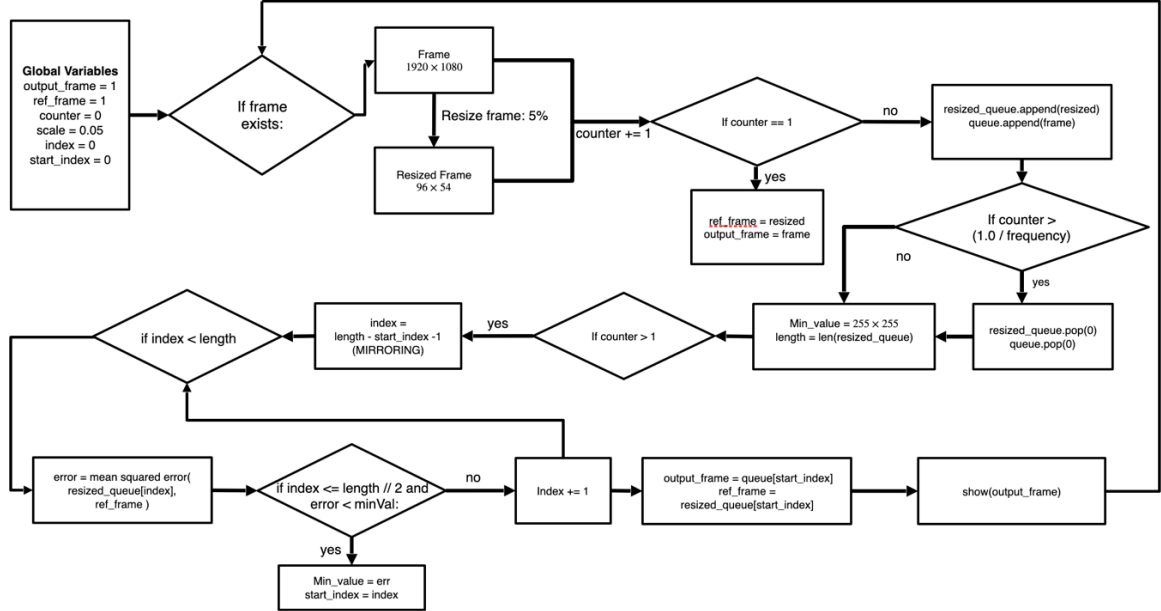 Global Variables
output_frame = 1
ref_frame = 1
counter = 0
scale = 0.05
index = 0
start_index = 0
If frame
exists:
Frame
1920 × 1080
Resize frame: 5%
Resized Frame
96 × 54
counter += 1
If counter == 1
no
yes
ref_frame = resized
output_frame = frame
resized_queue.append(resized)
queue.append(frame)
If counter >
(1.0 / frequency)
no
yes
resized_queue.pop(0)
queue.pop(0)
Min_value = 255 × 255
length = len(resized_queue)
If counter > 1
yes
index =
length - start_index -1
(MIRRORING)
if index < length
error = mean squared error(
resized_queue[index],
ref_frame )
if index <= length // 2 and
error < minVal:
no
yes
Min_value = err
start_index = index
Index += 1
output_frame = queue[start_index]
ref_frame =
resized_queue[start_index]
show(output_frame)